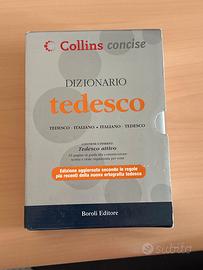 Collins concise
DIZIONARIO
tedesco
TEDESCO - ITALIANO • ITALIANO - TEDESCO
Tedesco attivo
Edizione aggiornata secondo le regole
più recenti della nuova ortografia tedesca
Boroli Editore
subito